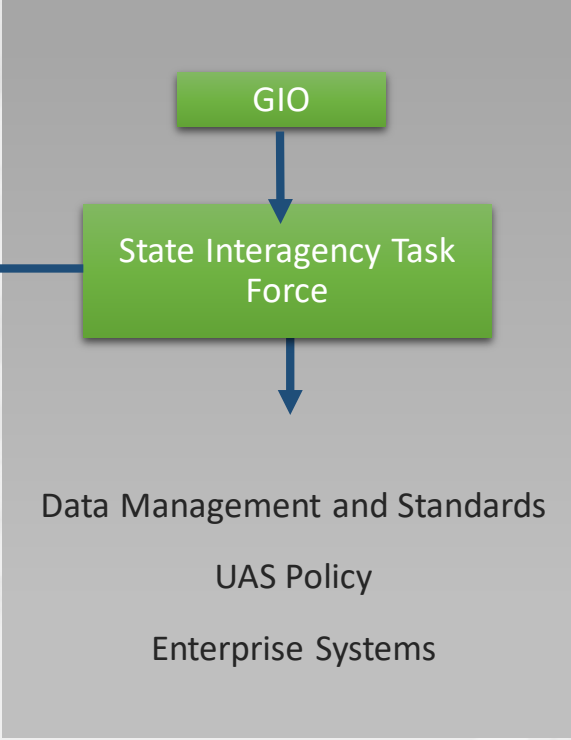 GIO
State Interagency Task
Force
Data Management and Standards
UAS Policy
Enterprise Systems